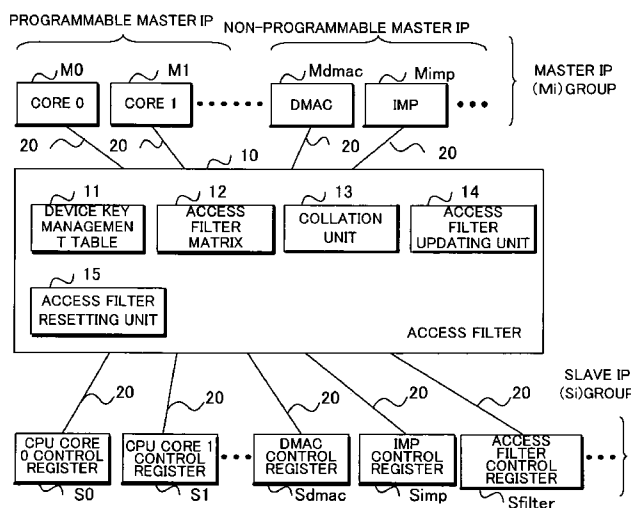 PROGRAMMABLE MASTER IP
NON-PROGRAMMABLE MASTER IP
M0 M1 Mdmac Mimp
CORE 0 CORE 1 DMAC IMP
MASTER IP
(Mi) GROUP
20 20 10 20 20
11 12 13 14
DEVICE KEY
MANAGEMEN
T TABLE
ACCESS
FILTER
MATRIX
COLLATION
UNIT
ACCESS
FILTER
UPDATING UNIT
15
ACCESS FILTER
RESETTING UNIT
ACCESS FILTER
20 20 20 20 20
SLAVE IP
(Si)GROUP
CPU CORE
0 CONTROL
REGISTER
CPU CORE 1
CONTROL
REGISTER
DMAC
CONTROL
REGISTER
IMP
CONTROL
REGISTER
ACCESS
FILTER
CONTROL
REGISTER
S0 S1 Sdmac Simp Sfilter